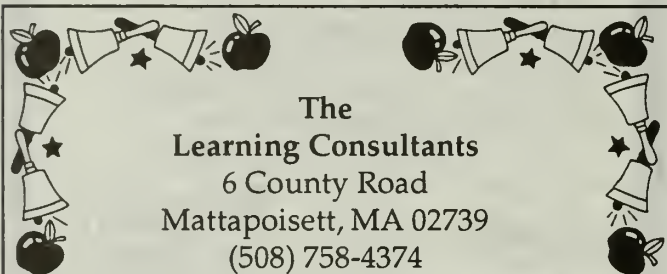 The
Learning Consultants
6 County Road
Mattapoisett, MA 02739
(508) 758-4374